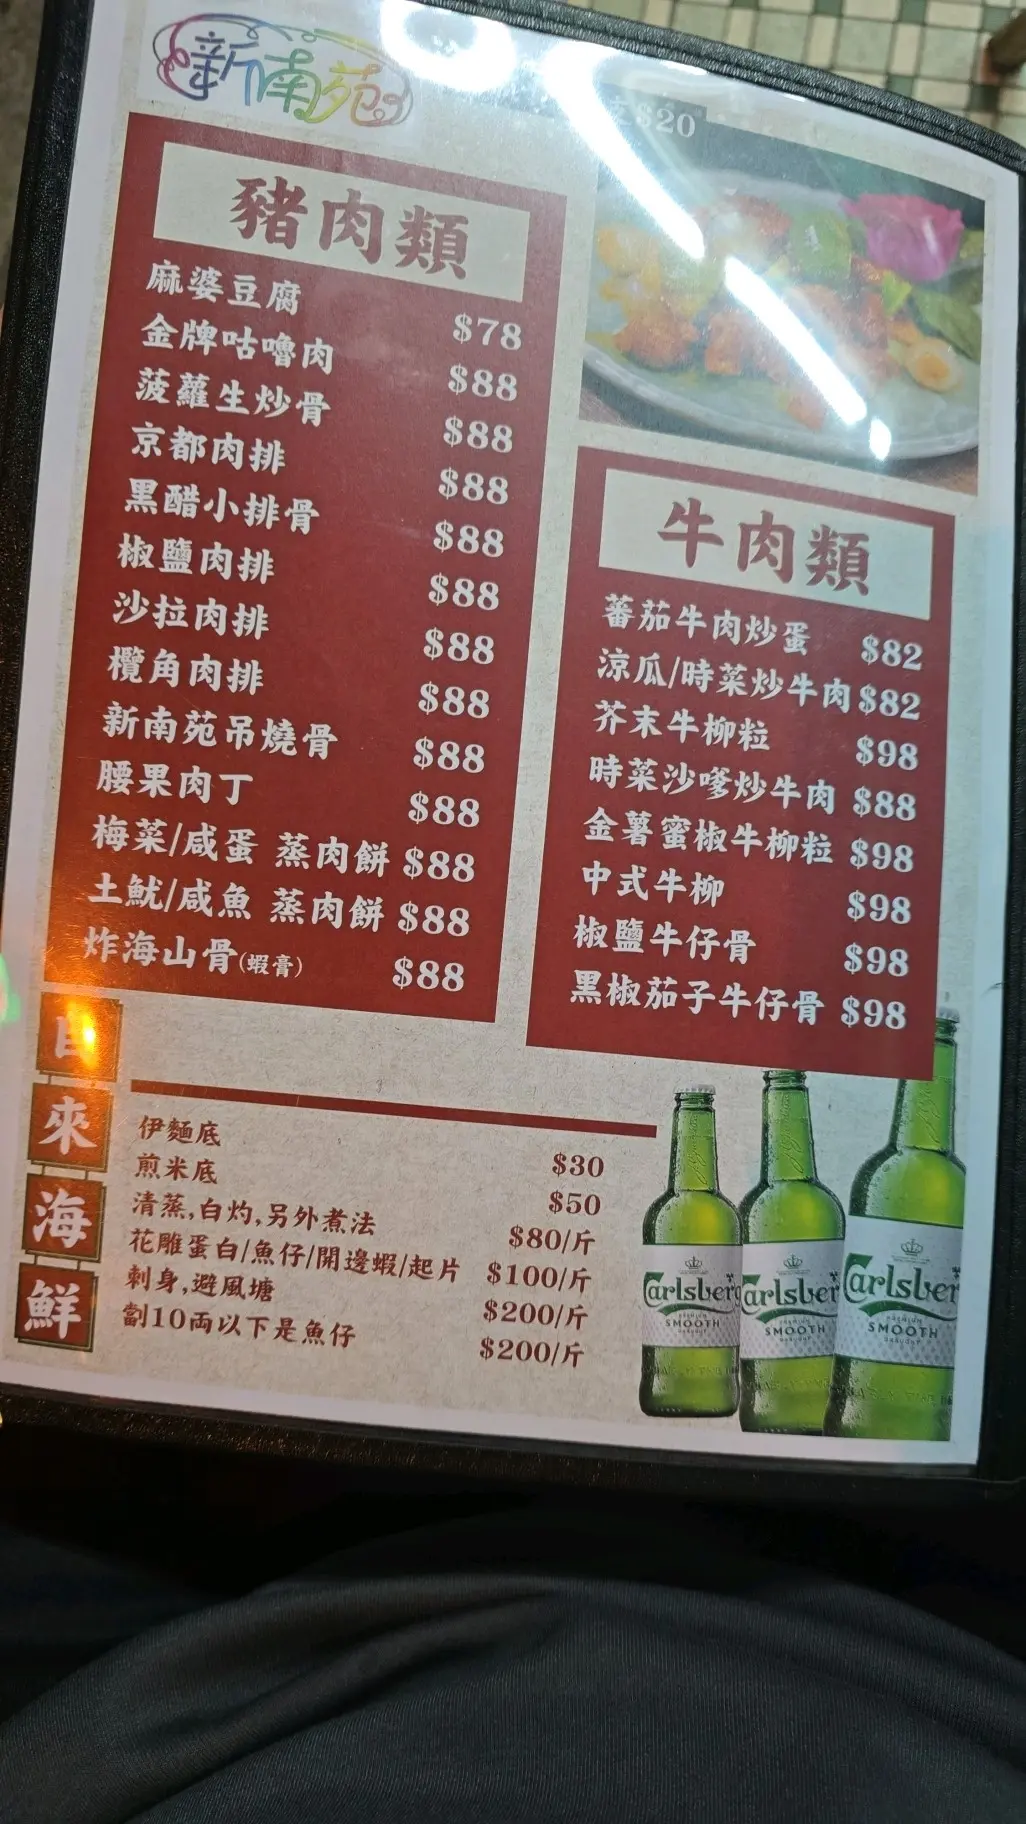 新南苑
$20
豬肉類
麻婆豆腐 $78
金牌咕嚕肉 $88
菠蘿生炒骨 $88
京都肉排 $88
黑醋小排骨 $88
椒鹽肉排 $88
沙拉肉排 $88
欖角肉排 $88
新南苑吊燒骨 $88
腰果肉丁 $88
梅菜/咸蛋 蒸肉餅 $88
土魷/咸魚 蒸肉餅 $88
炸海山骨(蝦膏) $88
牛肉類
蕃茄牛肉炒蛋 $82
涼瓜/時菜炒牛肉 $82
芥末牛柳粒 $98
時菜沙嗲炒牛肉 $88
金薯蜜椒牛柳粒 $98
中式牛柳 $98
椒鹽牛仔骨 $98
黑椒茄子牛仔骨 $98
自來海鮮
伊麵底 $30
煎米底 $50
清蒸,白灼,另外煮法 $80/斤
花雕蛋白/魚仔/開邊蝦/起片 $100/斤
刺身,避風塘 $200/斤
劏10両以下是魚仔 $200/斤
Carlsberg
SMOOTH
Carlsber
SMOOTH
Carlsber
SMOOTH